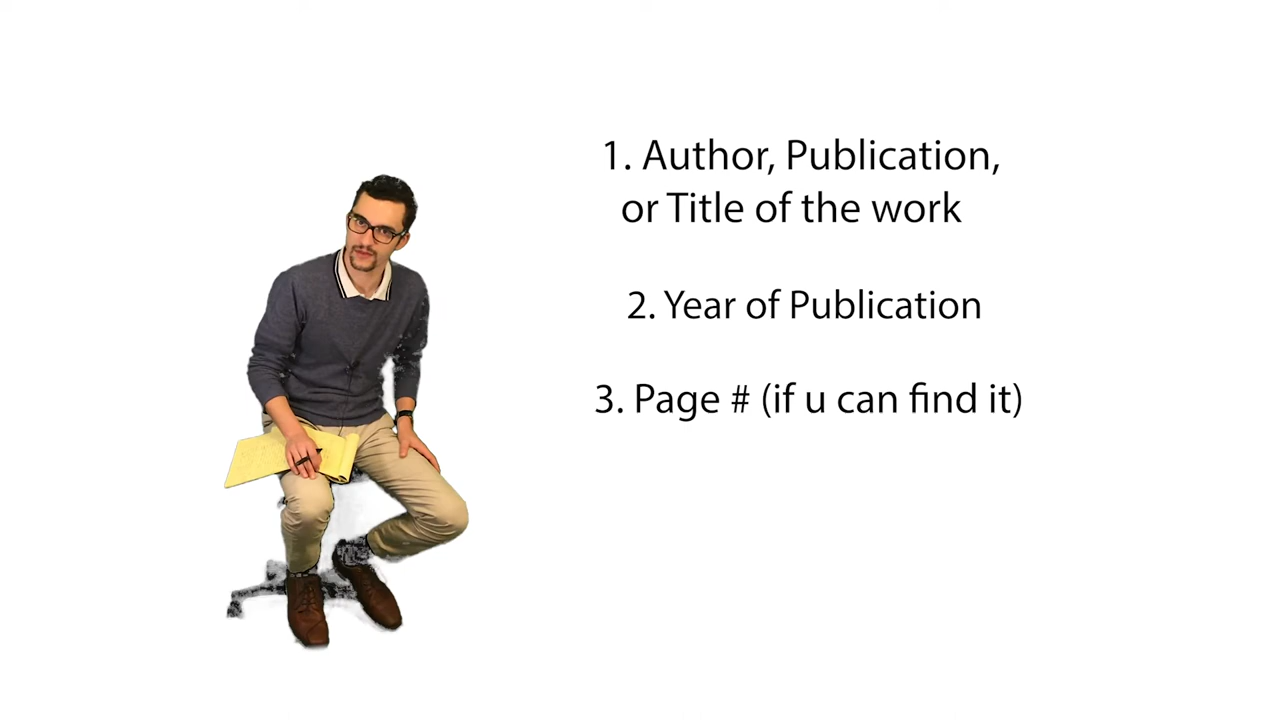 1. Author, Publication,
or Title of the work
2. Year of Publication
3. Page # (if u can find it)